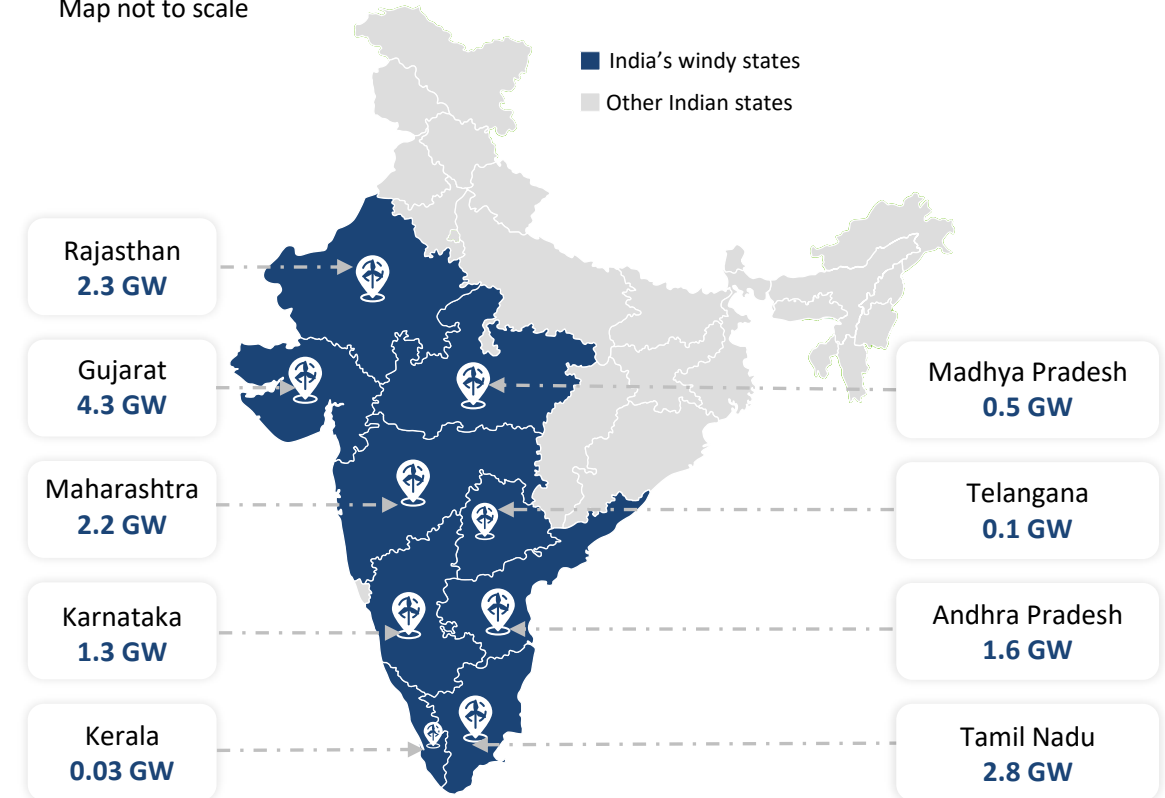 Map not to scale
India's windy states
Other Indian states
Rajasthan
2.3 GW
Gujarat
4.3 GW
Maharashtra
2.2 GW
Karnataka
1.3 GW
Kerala
0.03 GW
Madhya Pradesh
0.5 GW
Telangana
0.1 GW
Andhra Pradesh
1.6 GW
Tamil Nadu
2.8 GW